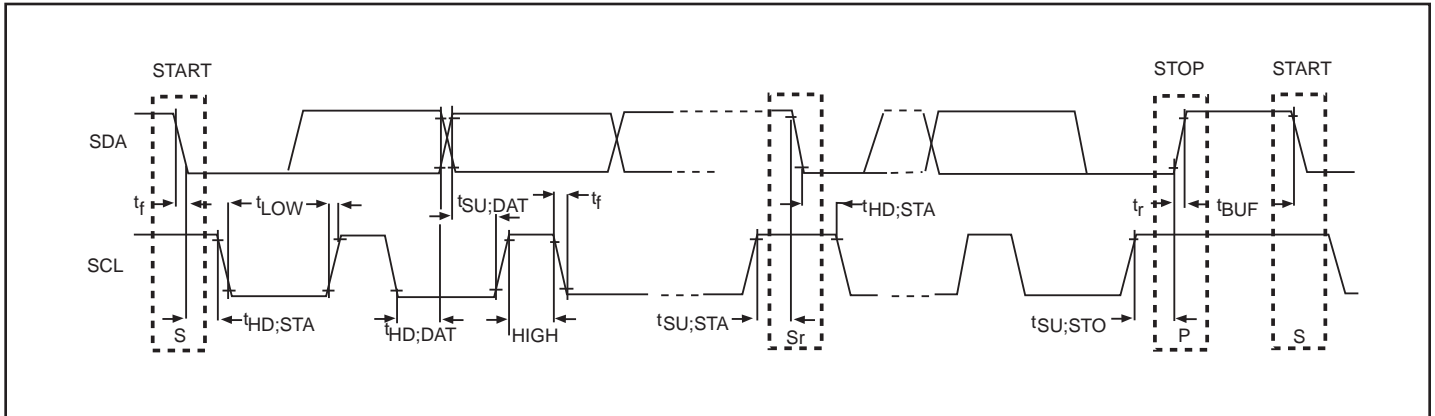 START STOP START
SDA
tf tLOW tSU;DAT tf tHD;STA tr tBUF
SCL
tHD;STA tHD;DAT HIGH tSU;STA tSU;STO
S Sr P S